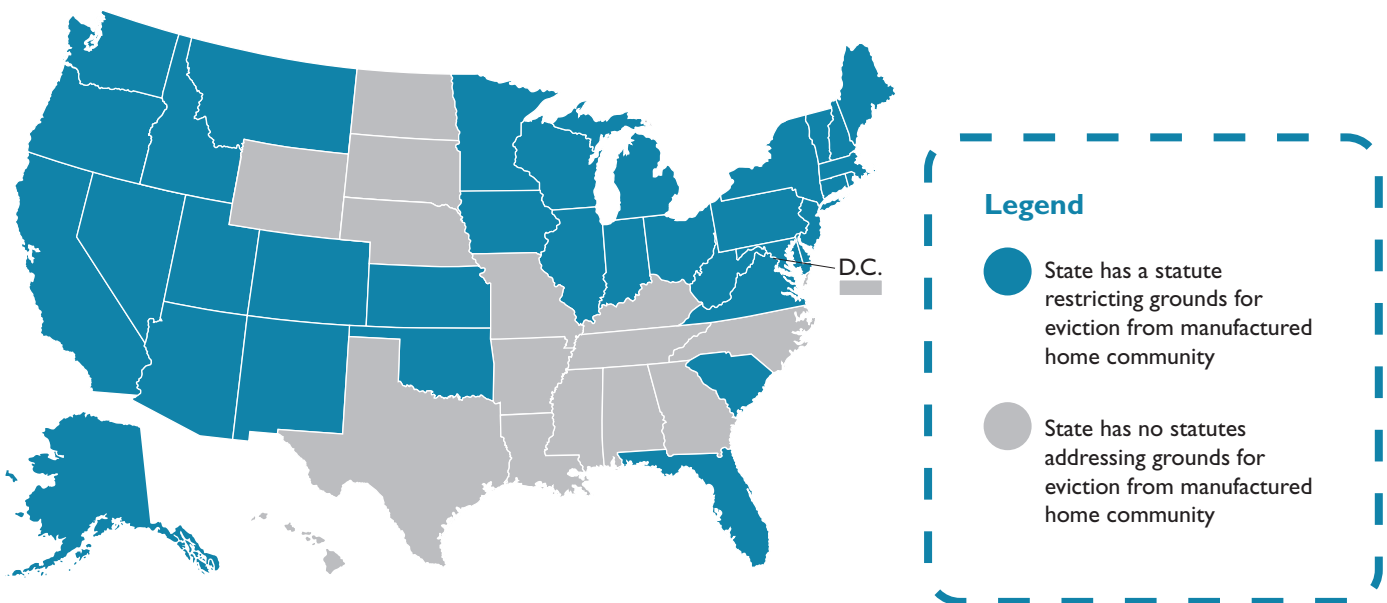 D.C.
Legend
State has a statute
restricting grounds for
eviction from manufactured
home community
State has no statutes
addressing grounds for
eviction from manufactured
home community